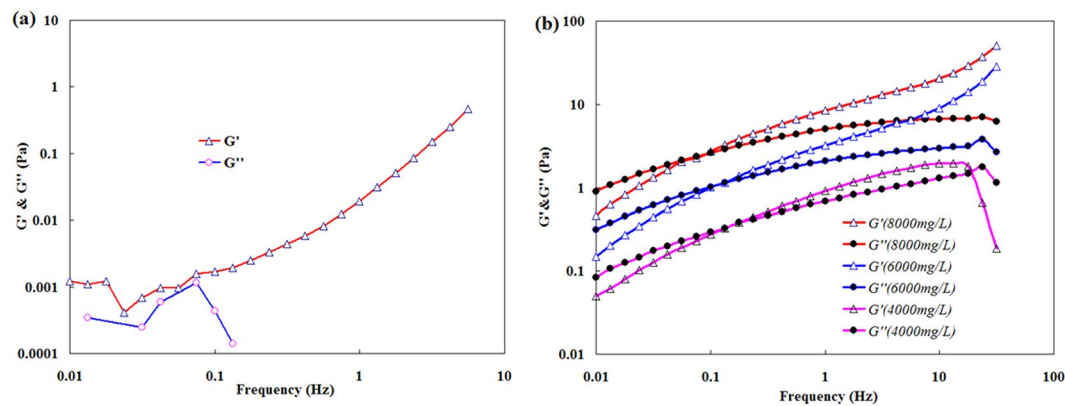 (a)
G' & G'' (Pa)
10
1
0.1
0.01
0.001
0.0001
G'
G''
0.01
0.1
1
10
Frequency (Hz)
(b)
G'&G'' (Pa)
100
10
1
0.1
0.01
G'(8000mg/L)
G''(8000mg/L)
G'(6000mg/L)
G''(6000mg/L)
G'(4000mg/L)
G''(4000mg/L)
0.01
0.1
1
10
100
Frequency (Hz)